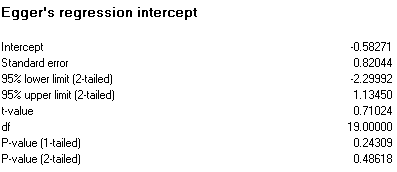 Egger's regression intercept
Intercept -0.58271
Standard error 0.82044
95% lower limit (2-tailed) -2.29992
95% upper limit (2-tailed) 1.13450
t-value 0.71024
df 19.00000
P-value (1-tailed) 0.24309
P-value (2-tailed) 0.48618